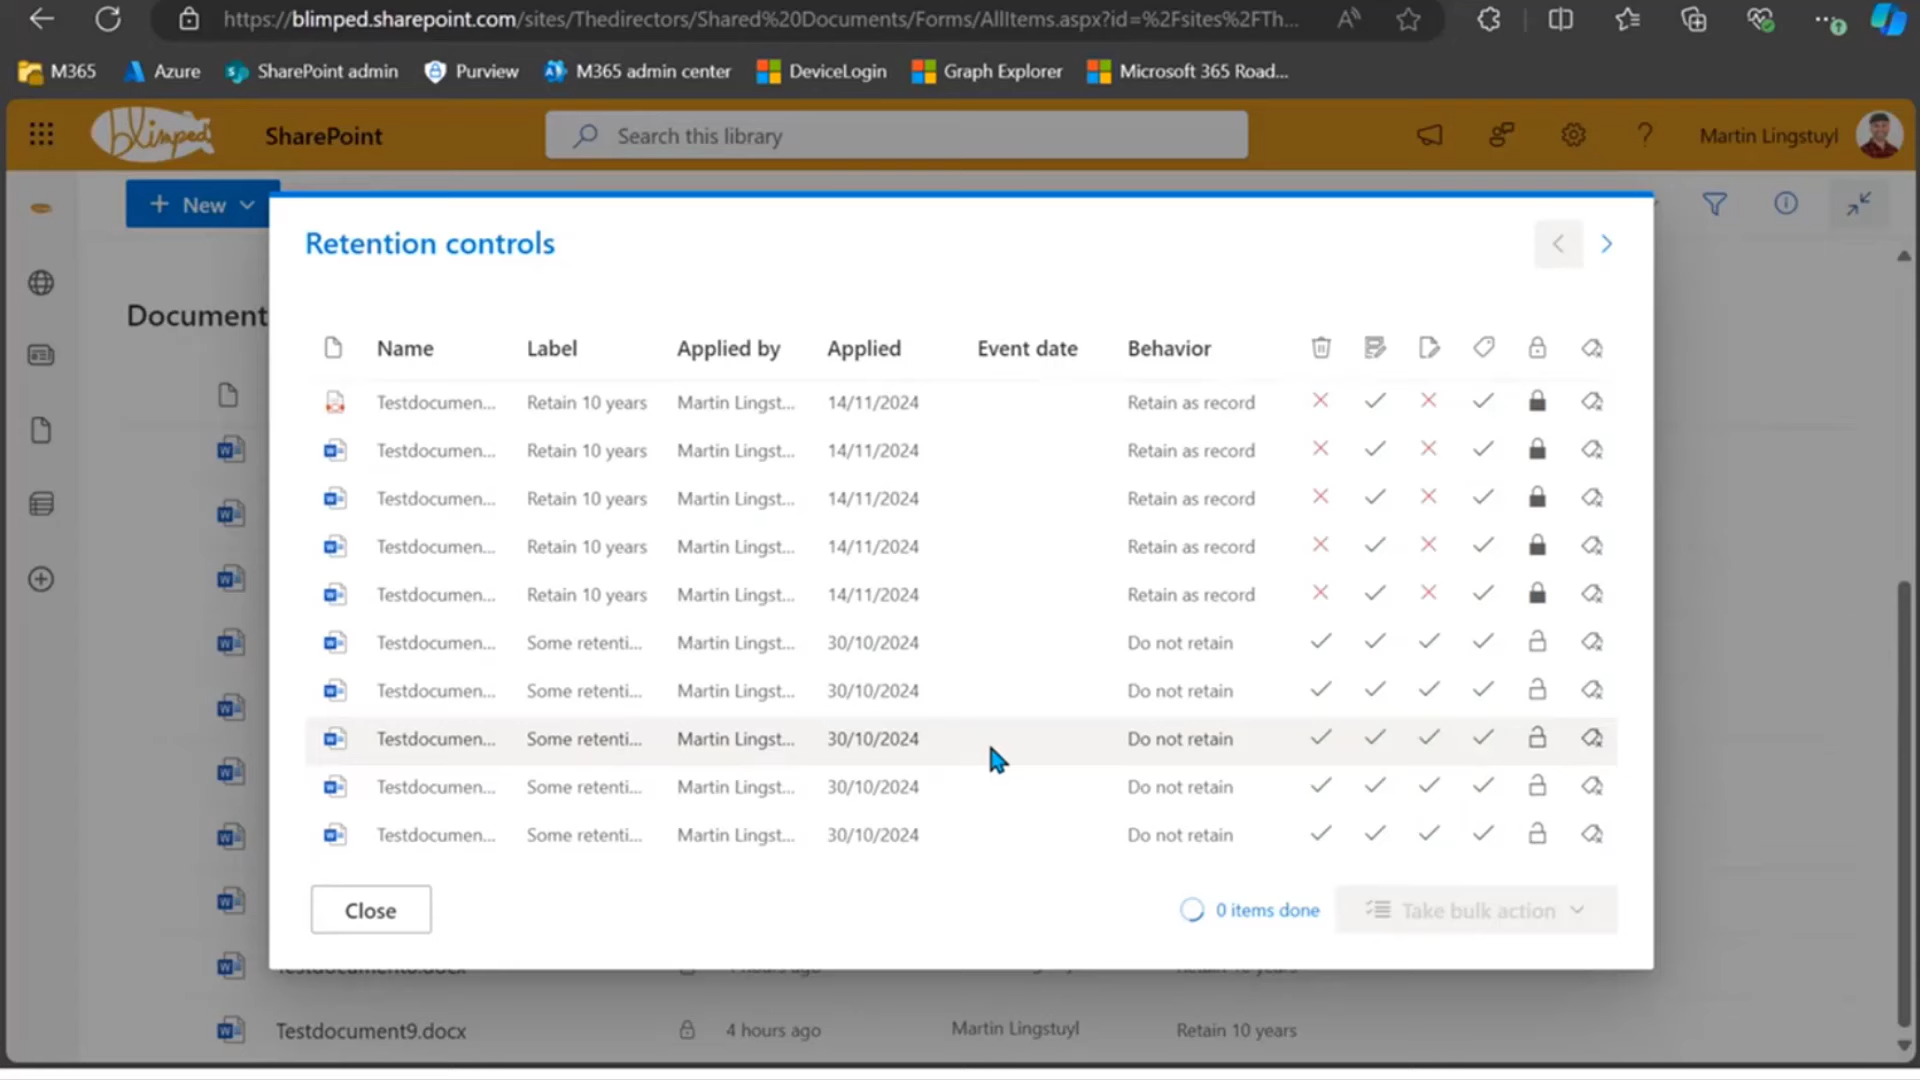 https://blimped.sharepoint.com/sites/Thedirectors/Shared%20Documents/Forms/AllItems.aspx?id=%2Fsites%2FTh...
M365 Azure SharePoint admin Purview M365 admin center DeviceLogin Graph Explorer Microsoft 365 Road...
blimped SharePoint Search this library Martin Lingstuyl
New
Retention controls
Document
Name Label Applied by Applied Event date Behavior
Testdocumen... Retain 10 years Martin Lingst... 14/11/2024 Retain as record
Testdocumen... Retain 10 years Martin Lingst... 14/11/2024 Retain as record
Testdocumen... Retain 10 years Martin Lingst... 14/11/2024 Retain as record
Testdocumen... Retain 10 years Martin Lingst... 14/11/2024 Retain as record
Testdocumen... Retain 10 years Martin Lingst... 14/11/2024 Retain as record
Testdocumen... Some retenti... Martin Lingst... 30/10/2024 Do not retain
Testdocumen... Some retenti... Martin Lingst... 30/10/2024 Do not retain
Testdocumen... Some retenti... Martin Lingst... 30/10/2024 Do not retain
Testdocumen... Some retenti... Martin Lingst... 30/10/2024 Do not retain
Testdocumen... Some retenti... Martin Lingst... 30/10/2024 Do not retain
Close 0 items done Take bulk action
Testdocument9.docx 4 hours ago Martin Lingstuyl Retain 10 years